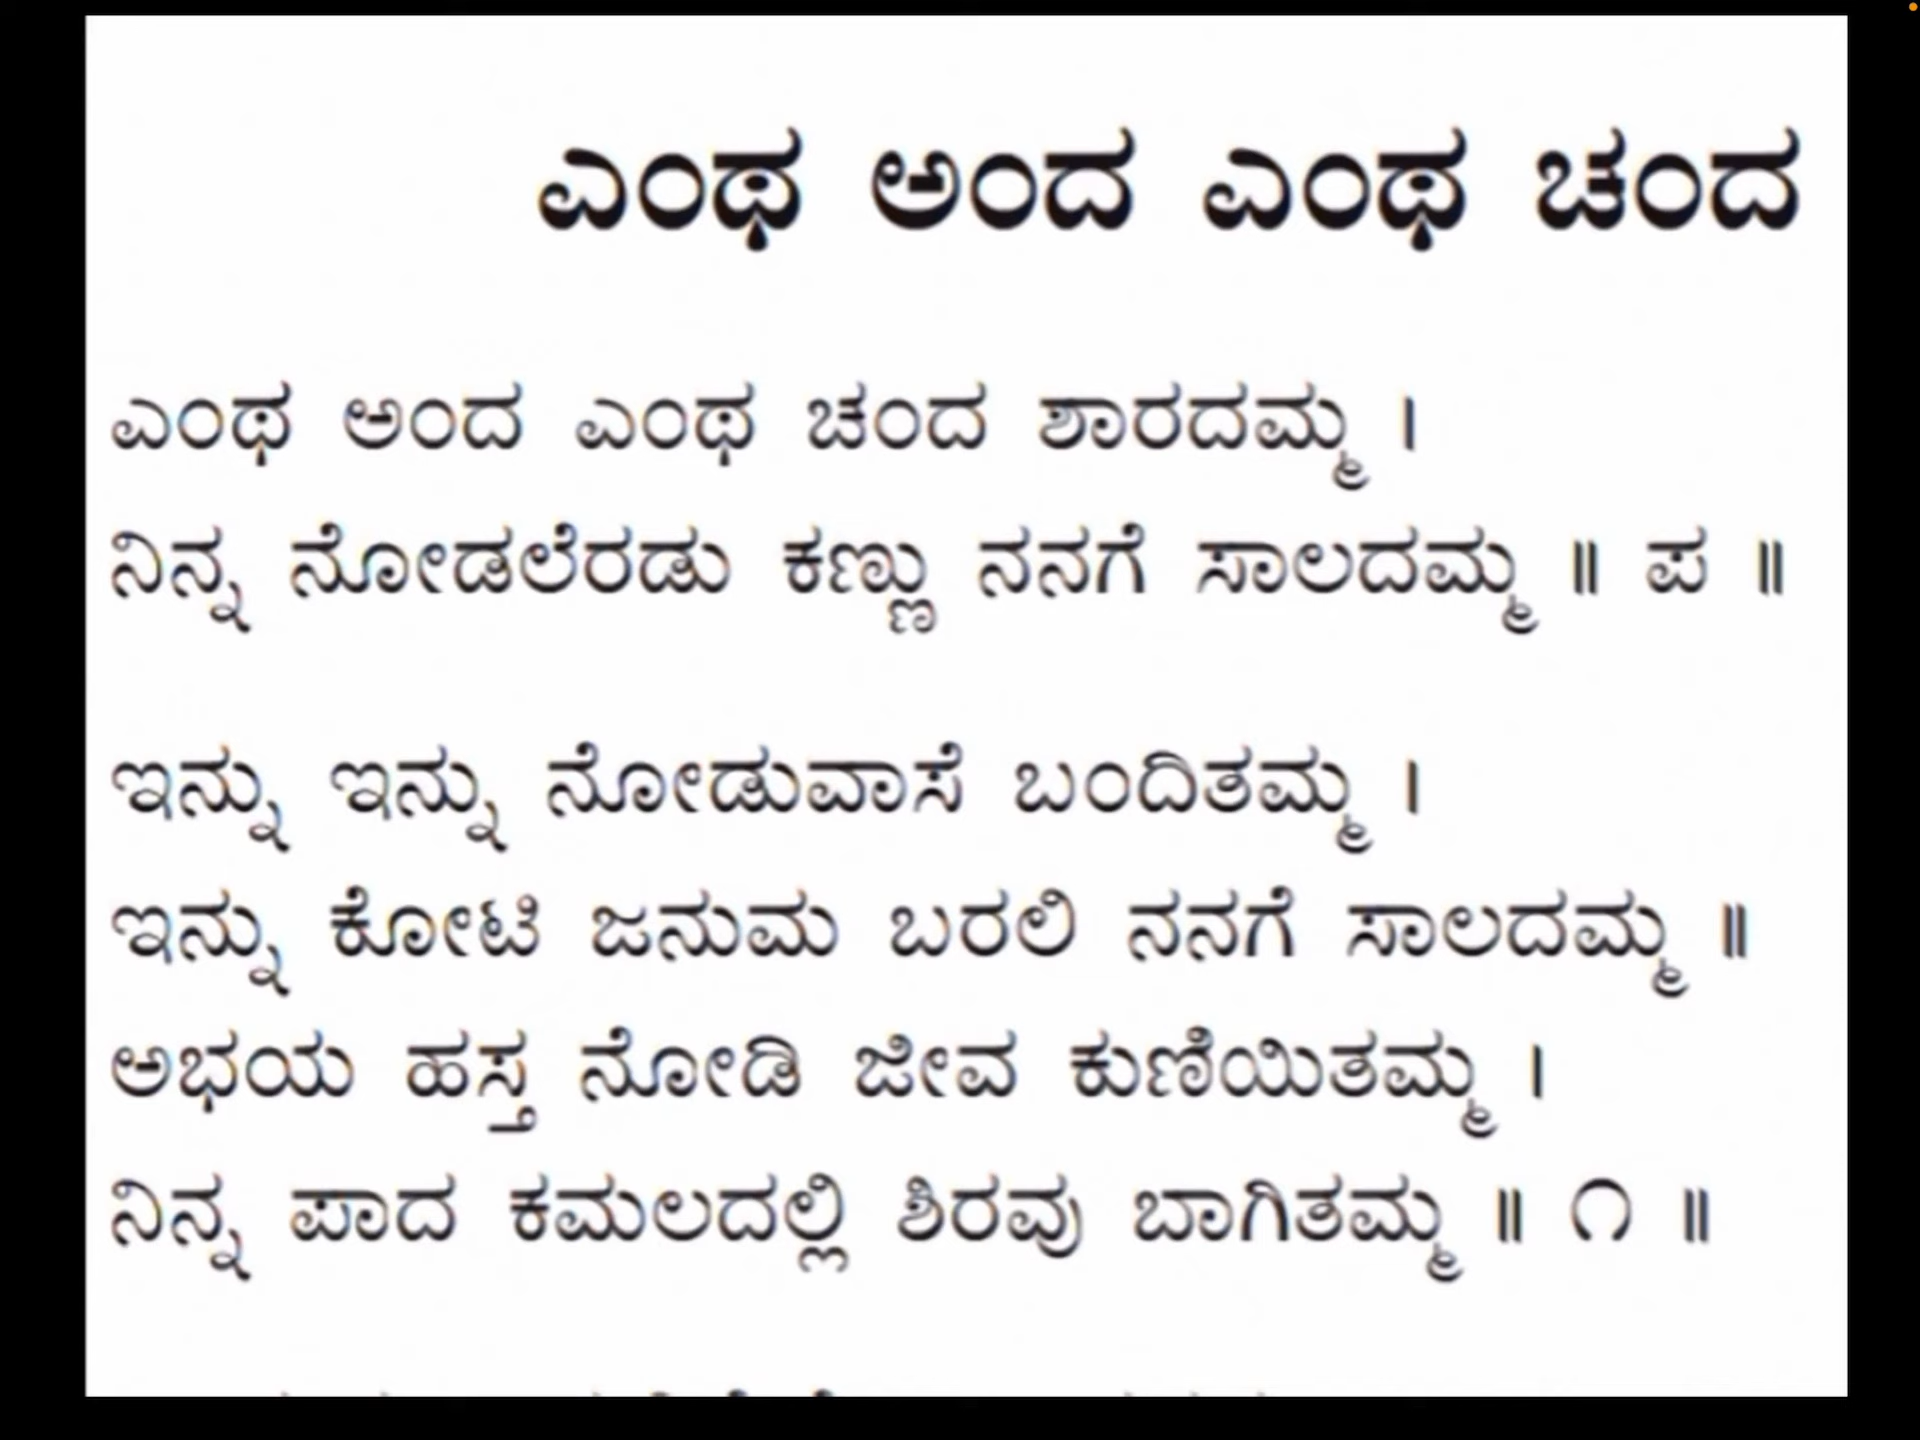 ಎಂಥ ಅಂದ ಎಂಥ ಚಂದ
ಎಂಥ ಅಂದ ಎಂಥ ಚಂದ ಶಾರದಮ್ಮ ।
ನಿನ್ನ ನೋಡಲೆರಡು ಕಣ್ಣು ನನಗೆ ಸಾಲದಮ್ಮ ॥ ಪ ॥
ಇನ್ನು ಇನ್ನು ನೋಡುವಾಸೆ ಬಂದಿತಮ್ಮ ।
ಇನ್ನು ಕೋಟಿ ಜನುಮ ಬರಲಿ ನನಗೆ ಸಾಲದಮ್ಮ ॥
ಅಭಯ ಹಸ್ತ ನೋಡಿ ಜೀವ ಕುಣಿಯಿತಮ್ಮ ।
ನಿನ್ನ ಪಾದ ಕಮಲದಲ್ಲಿ ಶಿರವು ಬಾಗಿತಮ್ಮ ॥ ೧ ॥